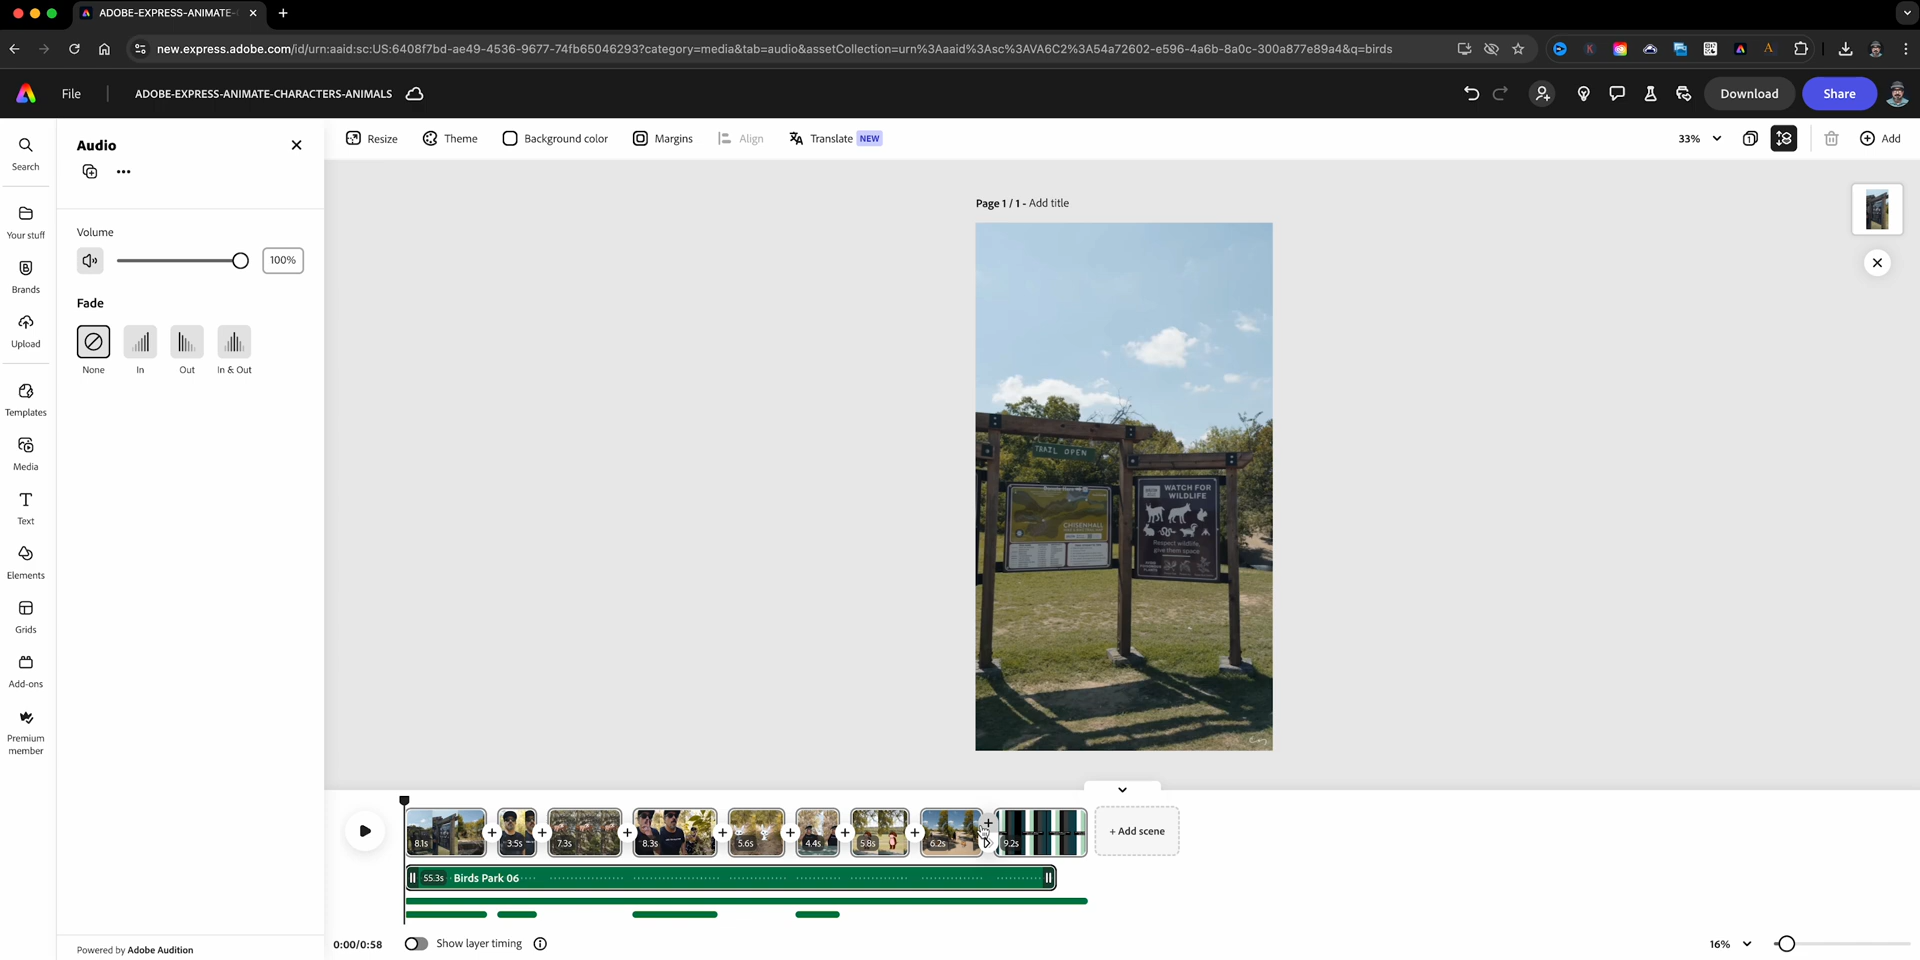 ADOBE-EXPRESS-ANIMATE-
new.express.adobe.com/id/urn:aaid:sc:US:6408f7bd-ae49-4536-9677-74fb65046293?category=media&tab=audio&assetCollection=urn%3Aaaid%3Asc%3AVA6C2%3A54a72602-e596-4a6b-8a0c-300a877e89a4&q=birds
File
ADOBE-EXPRESS-ANIMATE-CHARACTERS-ANIMALS
Download
Share
Search
Your stuff
Brands
Upload
Templates
Media
Text
Elements
Grids
Add-ons
Premium
member
Audio
Volume
100%
Fade
None
In
Out
In & Out
Powered by Adobe Audition
Resize
Theme
Background color
Margins
Align
Translate NEW
33%
Add
Page 1 / 1 - Add title
TRAIL OPEN
CHISENHALL
WATCH FOR
WILDLIFE
Respect wildlife,
give them space
8.1s
3.5s
7.3s
8.3s
5.6s
4.4s
5.8s
6.2s
9.2s
+ Add scene
55.3s Birds Park 06
0:00/0:58
Show layer timing
16%